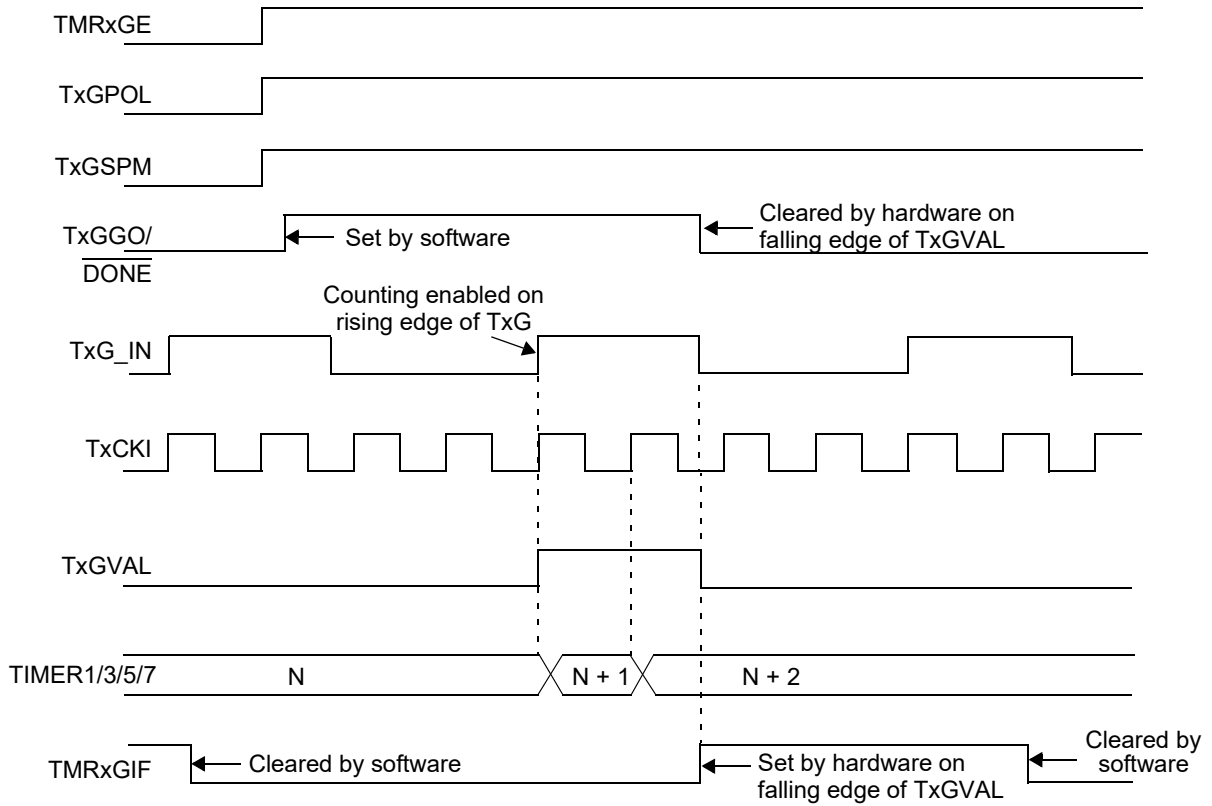 TMRxGE
TxGPOL
TxGSPM
TxGGO/
DONE
Set by software
Cleared by hardware on
falling edge of TxGVAL
Counting enabled on
rising edge of TxG
TxG_IN
TxCKI
TxGVAL
TIMER1/3/5/7
N
N + 1
N + 2
TMRxGIF
Cleared by software
Set by hardware on
falling edge of TxGVAL
Cleared by
software